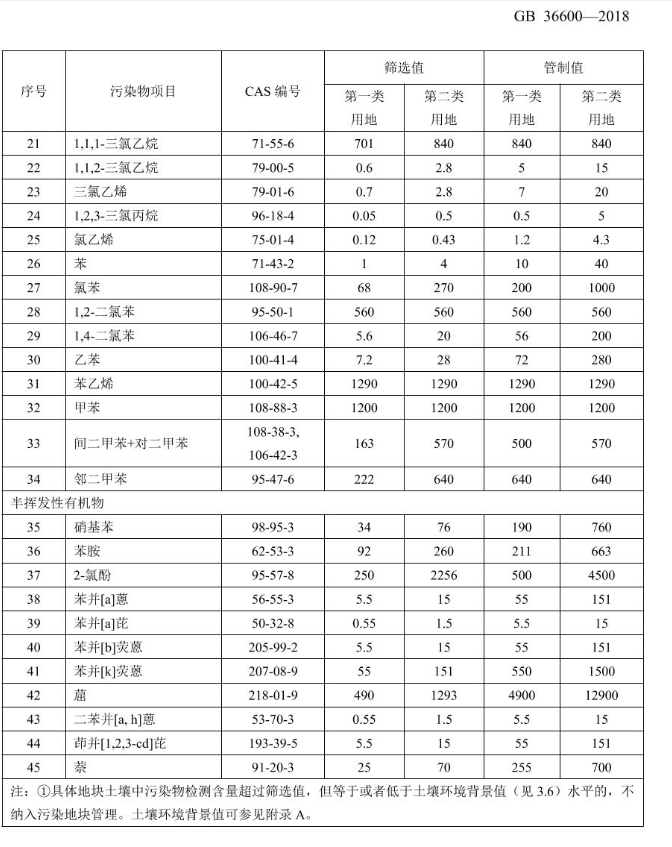 GB 36600—2018
序号 污染物项目 CAS 编号 筛选值 管制值
第一类用地 第二类用地 第一类用地 第二类用地
21 1,1,1-三氯乙烷 71-55-6 701 840 840 840
22 1,1,2-三氯乙烷 79-00-5 0.6 2.8 5 15
23 三氯乙烯 79-01-6 0.7 2.8 7 20
24 1,2,3-三氯丙烷 96-18-4 0.05 0.5 0.5 5
25 氯乙烯 75-01-4 0.12 0.43 1.2 4.3
26 苯 71-43-2 1 4 10 40
27 氯苯 108-90-7 68 270 200 1000
28 1,2-二氯苯 95-50-1 560 560 560 560
29 1,4-二氯苯 106-46-7 5.6 20 56 200
30 乙苯 100-41-4 7.2 28 72 280
31 苯乙烯 100-42-5 1290 1290 1290 1290
32 甲苯 108-88-3 1200 1200 1200 1200
33 间二甲苯+对二甲苯 108-38-3, 106-42-3 163 570 500 570
34 邻二甲苯 95-47-6 222 640 640 640
半挥发性有机物
35 硝基苯 98-95-3 34 76 190 760
36 苯胺 62-53-3 92 260 211 663
37 2-氯酚 95-57-8 250 2256 500 4500
38 苯并[a]蒽 56-55-3 5.5 15 55 151
39 苯并[a]芘 50-32-8 0.55 1.5 5.5 15
40 苯并[b]荧蒽 205-99-2 5.5 15 55 151
41 苯并[k]荧蒽 207-08-9 55 151 550 1500
42 䓛 218-01-9 490 1293 4900 12900
43 二苯并[a, h]蒽 53-70-3 0.55 1.5 5.5 15
44 茚并[1,2,3-cd]芘 193-39-5 5.5 15 55 151
45 萘 91-20-3 25 70 255 700
注：①具体地块土壤中污染物检测含量超过筛选值，但等于或者低于土壤环境背景值（见 3.6）水平的，不
纳入污染地块管理。土壤环境背景值可参见附录 A。